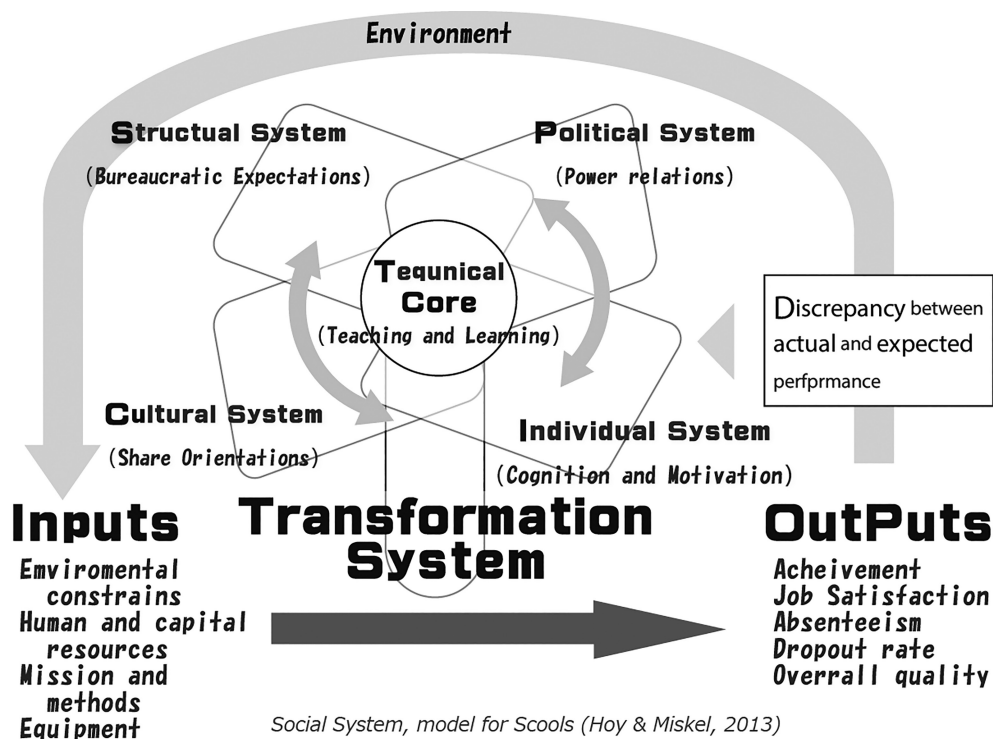 Environment
Structual System
(Bureaucratic Expectations)
Political System
(Power relations)
Tequnical
Core
(Teaching and Learning)
Discrepancy between
actual and expected
perfprmance
Cultural System
(Share Orientations)
Individual System
(Cognition and Motivation)
Inputs
Emviromental
constrains
Human and capital
resources
Mission and
methods
Equipment
Transformation
System
OutPuts
Acheivement
Job Satisfaction
Absenteeism
Dropout rate
Overrall quality
Social System, model for Scools (Hoy & Miskel, 2013)